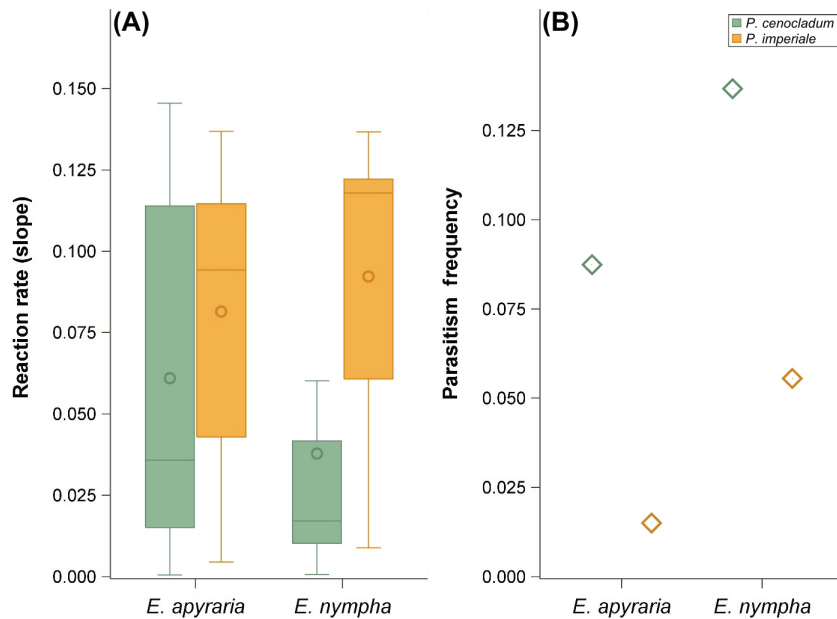 (A)
Reaction rate (slope)
0.150
0.125
0.100
0.075
0.050
0.025
0.000
E. apyraria E. nympha
(B)
P. cenocladum
P. imperiale
Parasitism frequency
0.125
0.100
0.075
0.050
0.025
0.000
E. apyraria E. nympha